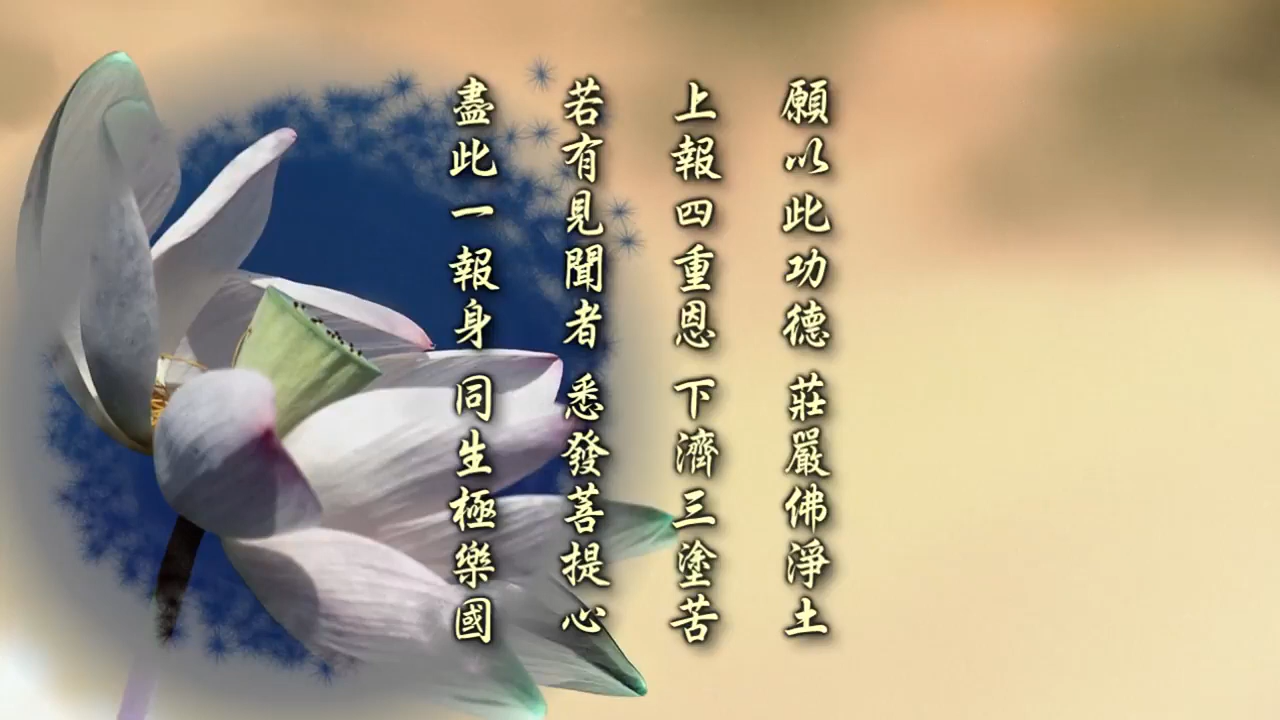 願以此功德 莊嚴佛淨土
上報四重恩 下濟三塗苦
若有見聞者 悉發菩提心
盡此一報身 同生極樂國